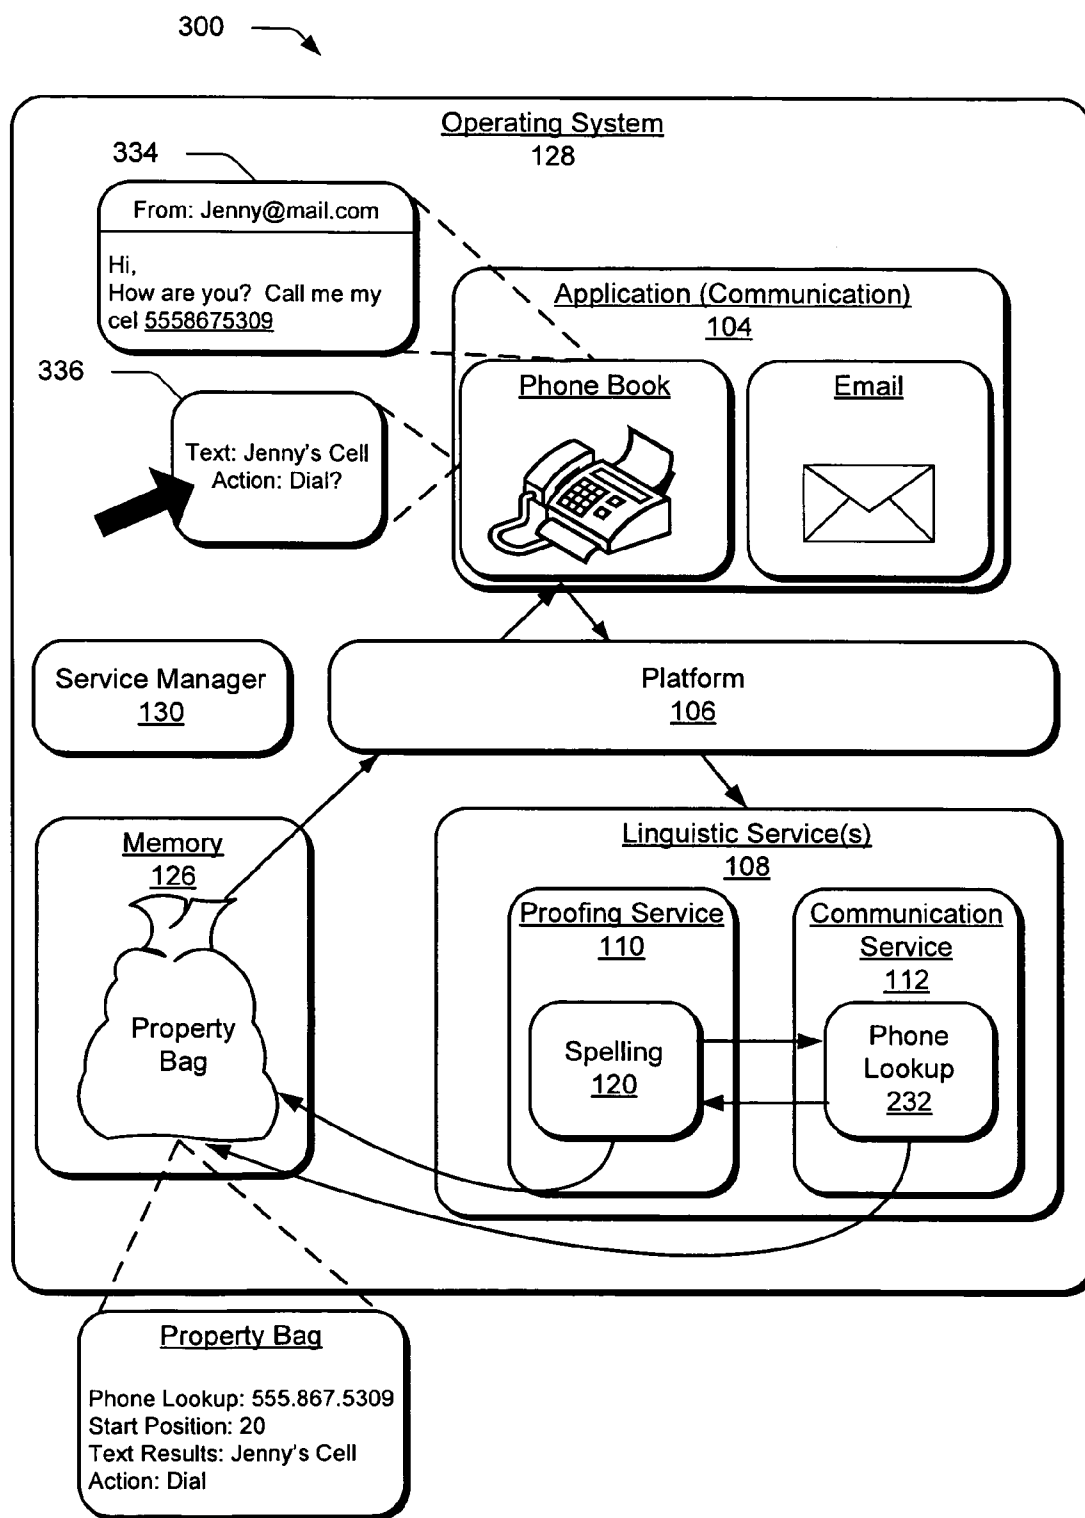 300
Operating System
128
334
From: Jenny@mail.com
Hi,
How are you? Call me my
cel 5558675309
Application (Communication)
104
336
Phone Book
Email
Text: Jenny's Cell
Action: Dial?
Service Manager
130
Platform
106
Memory
126
Property
Bag
Linguistic Service(s)
108
Proofing Service
110
Communication
Service
112
Spelling
120
Phone
Lookup
232
Property Bag
Phone Lookup: 555.867.5309
Start Position: 20
Text Results: Jenny's Cell
Action: Dial